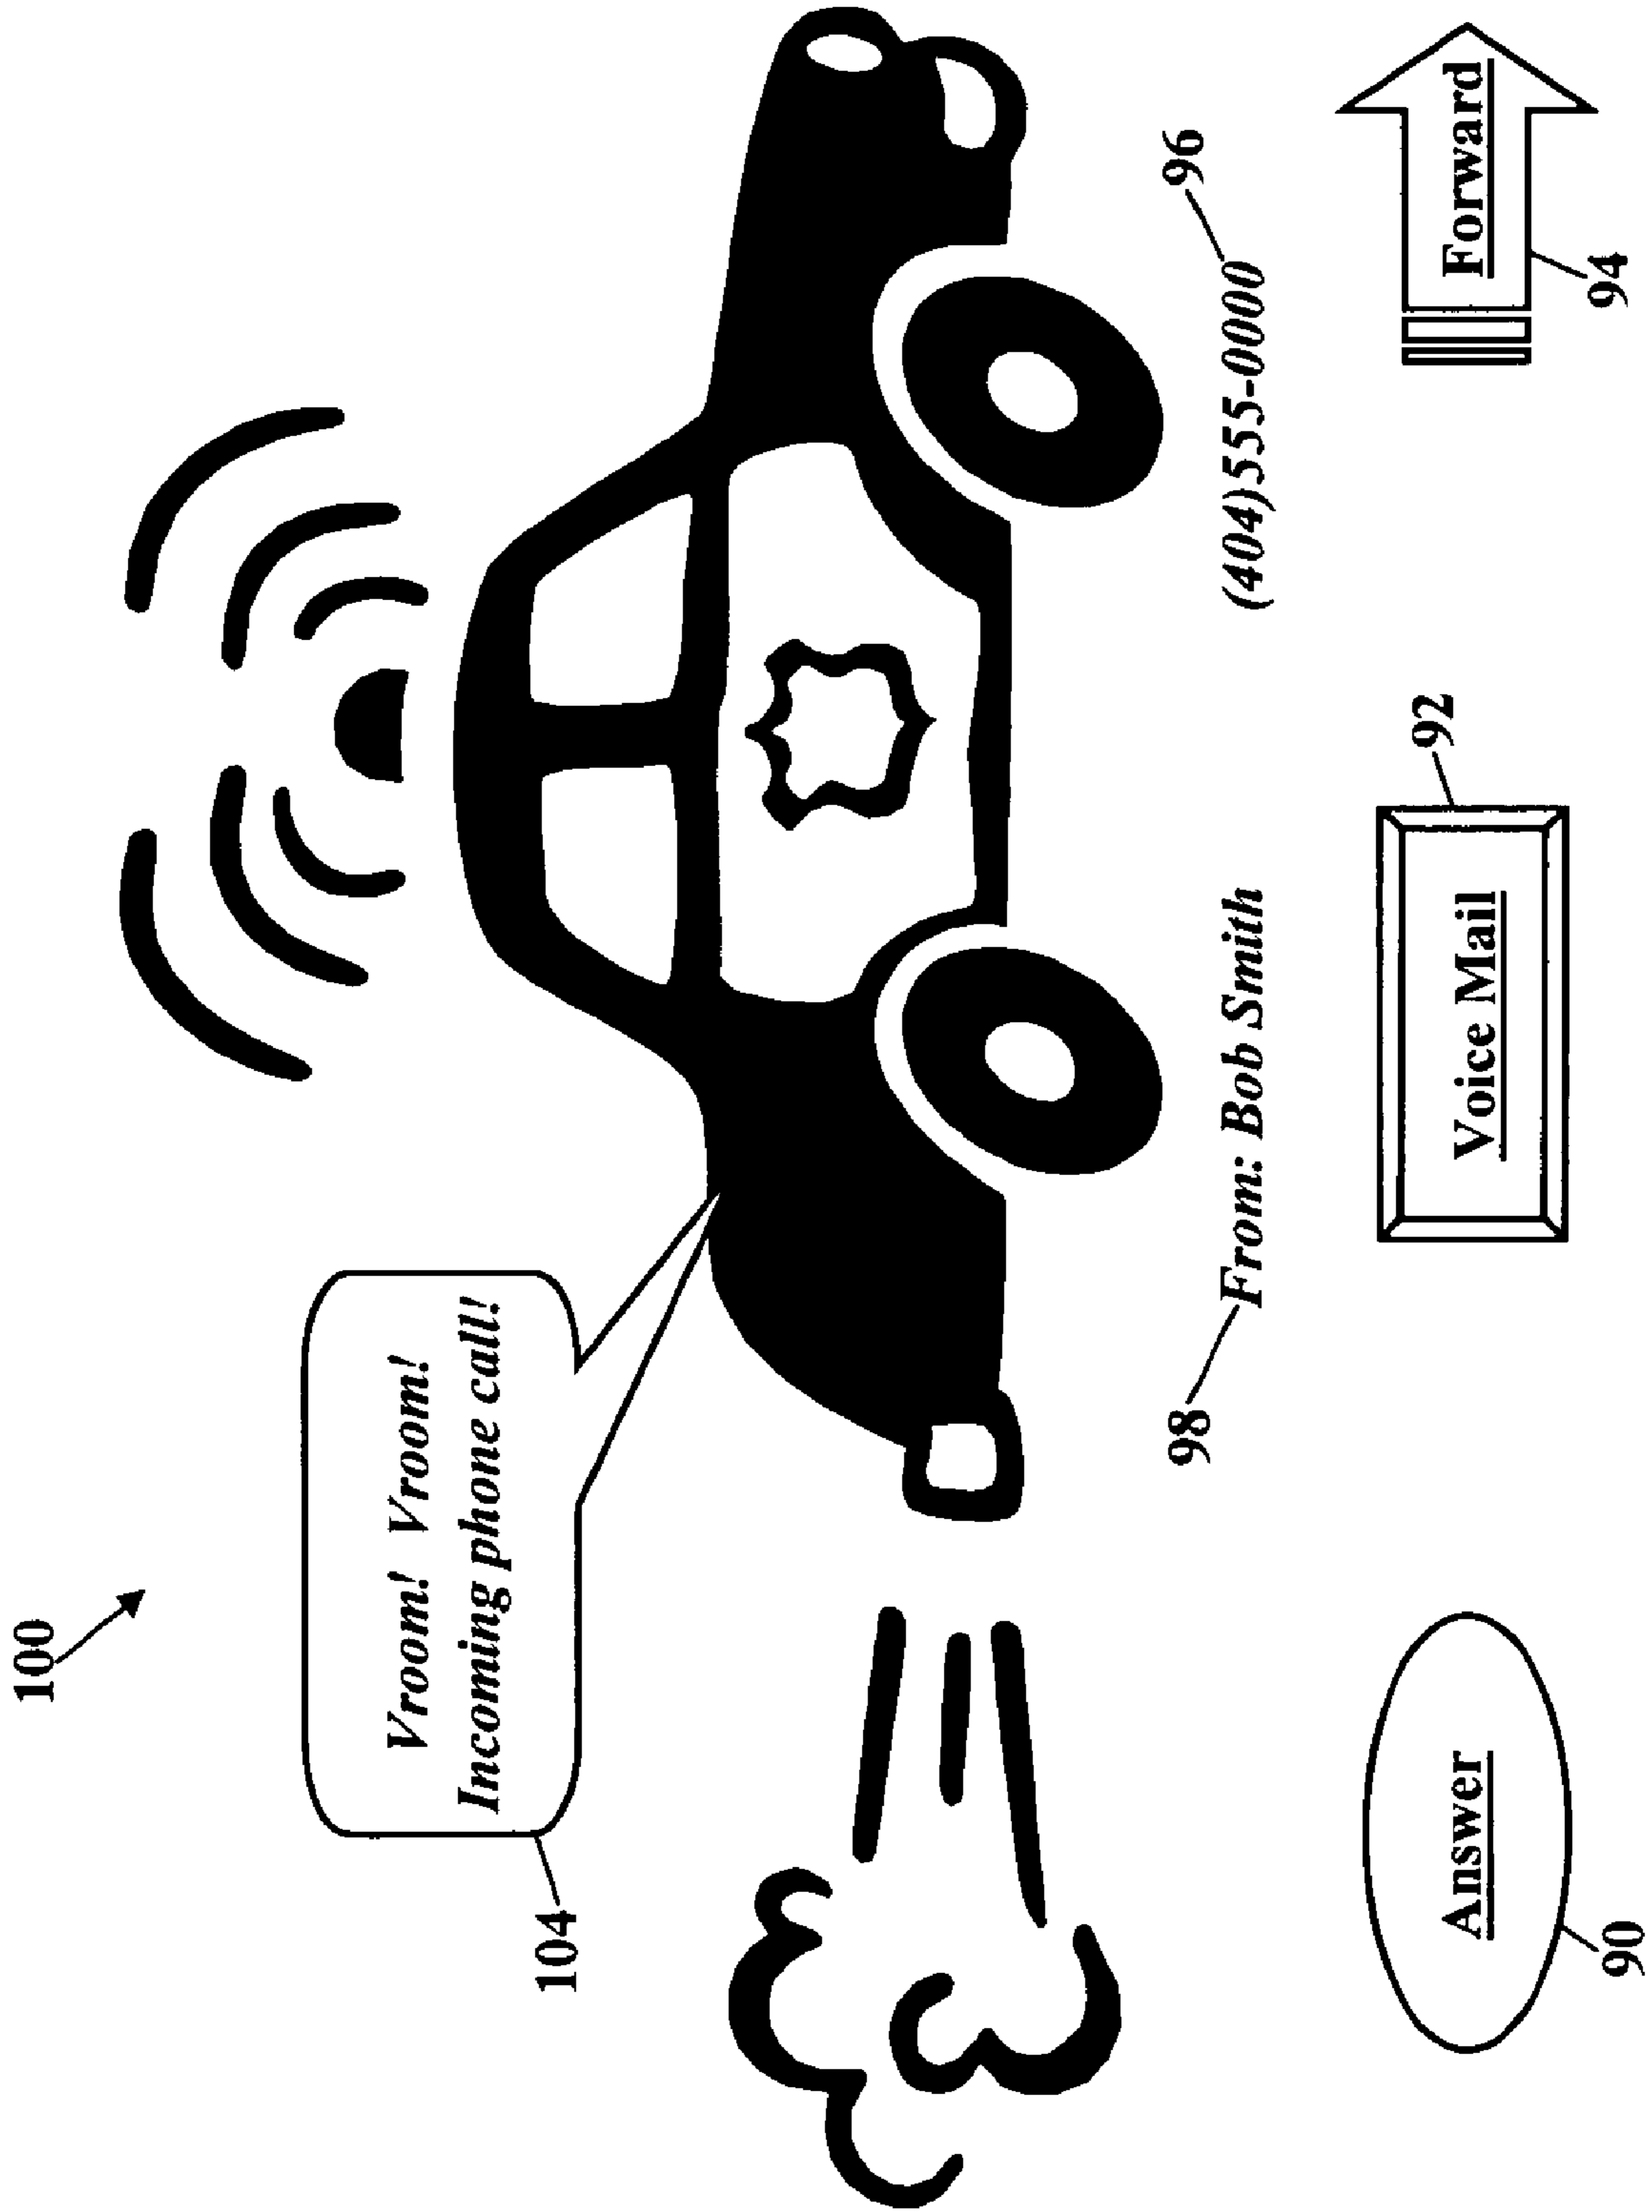 100
104
Vroom!  Vroom!
Incoming phone call!
98
From: Bob Smith
(404)555-0000
96
Answer
90
Voice Mail
92
Forward
94